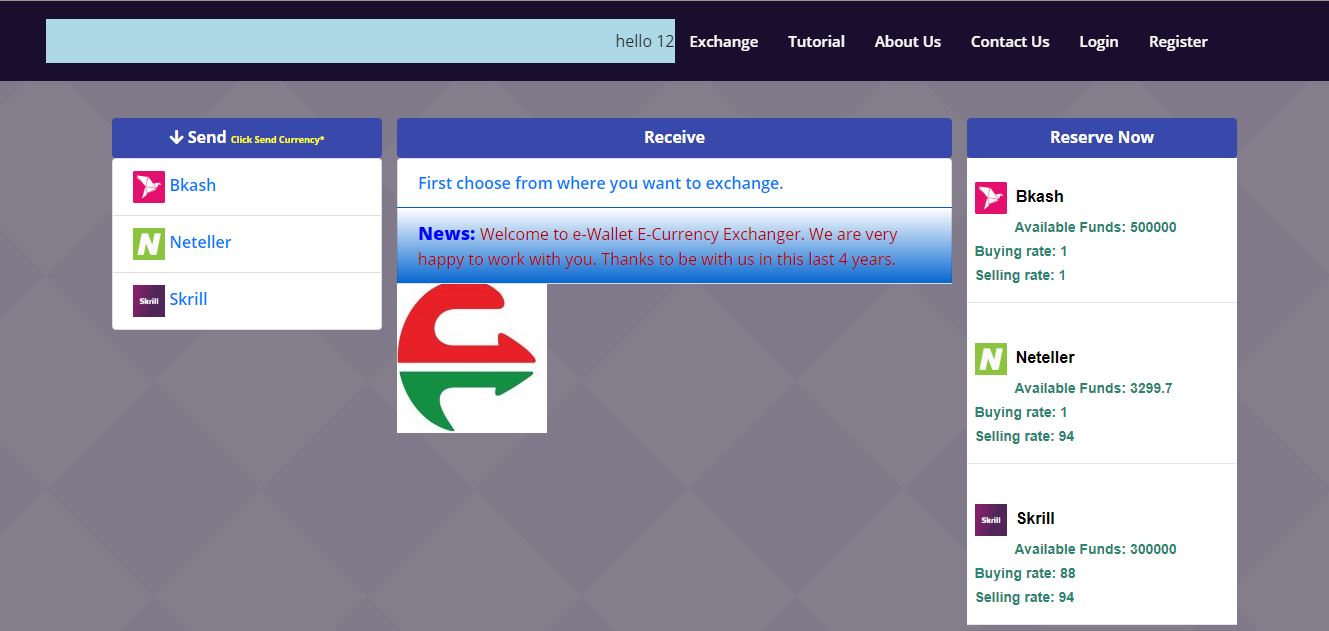 hello 12
Exchange
Tutorial
About Us
Contact Us
Login
Register
Send Click Send Currency*
Bkash
Neteller
Skrill
Skrill
Receive
First choose from where you want to exchange.
News: Welcome to e-Wallet E-Currency Exchanger. We are very
happy to work with you. Thanks to be with us in this last 4 years.
Reserve Now
Bkash
Available Funds: 500000
Buying rate: 1
Selling rate: 1
Neteller
Available Funds: 3299.7
Buying rate: 1
Selling rate: 94
Skrill
Skrill
Available Funds: 300000
Buying rate: 88
Selling rate: 94